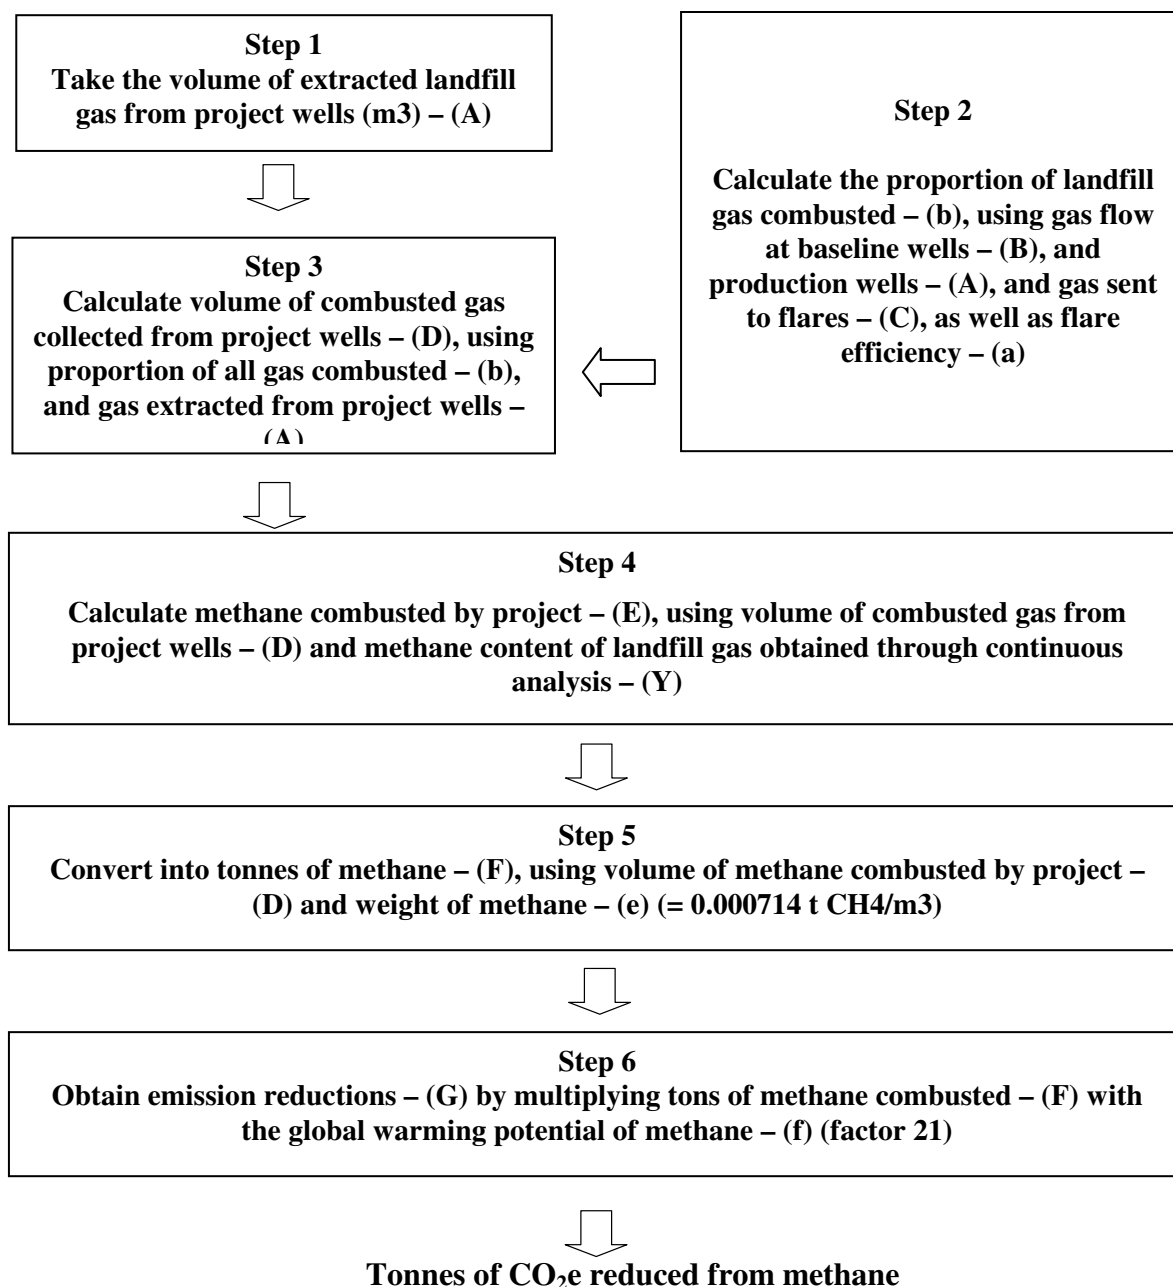 Step 1
Take the volume of extracted landfill
gas from project wells (m3) – (A)
Step 2
Calculate the proportion of landfill
gas combusted – (b), using gas flow
at baseline wells – (B), and
production wells – (A), and gas sent
to flares – (C), as well as flare
efficiency – (a)
Step 3
Calculate volume of combusted gas
collected from project wells – (D), using
proportion of all gas combusted – (b),
and gas extracted from project wells –
(A)
Step 4
Calculate methane combusted by project – (E), using volume of combusted gas from
project wells – (D) and methane content of landfill gas obtained through continuous
analysis – (Y)
Step 5
Convert into tonnes of methane – (F), using volume of methane combusted by project –
(D) and weight of methane – (e) (= 0.000714 t CH4/m3)
Step 6
Obtain emission reductions – (G) by multiplying tons of methane combusted – (F) with
the global warming potential of methane – (f) (factor 21)
Tonnes of CO₂e reduced from methane